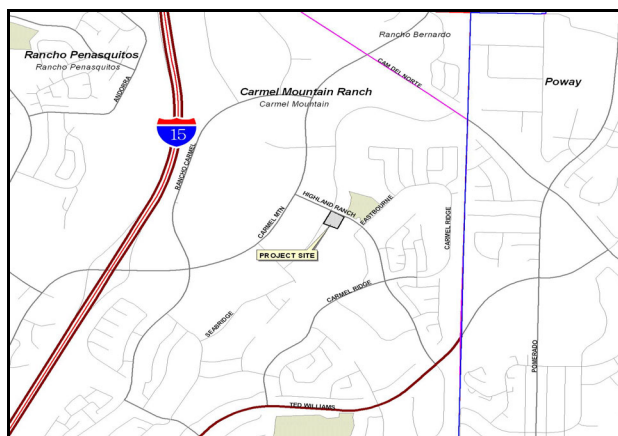 Rancho Bernardo
Rancho Penasquitos
Rancho Penasquitos
CAM DEL NORTE
Poway
ANDORRA
Carmel Mountain Ranch
Carmel Mountain
15
RANCHO CARMEL
HIGHLAND RANCH
EASTBOURNE
CARMEL MTN
CARMEL RIDGE
PROJECT SITE
CARMEL RIDGE
SEABRIDGE
POMERADO
TED WILLIAMS